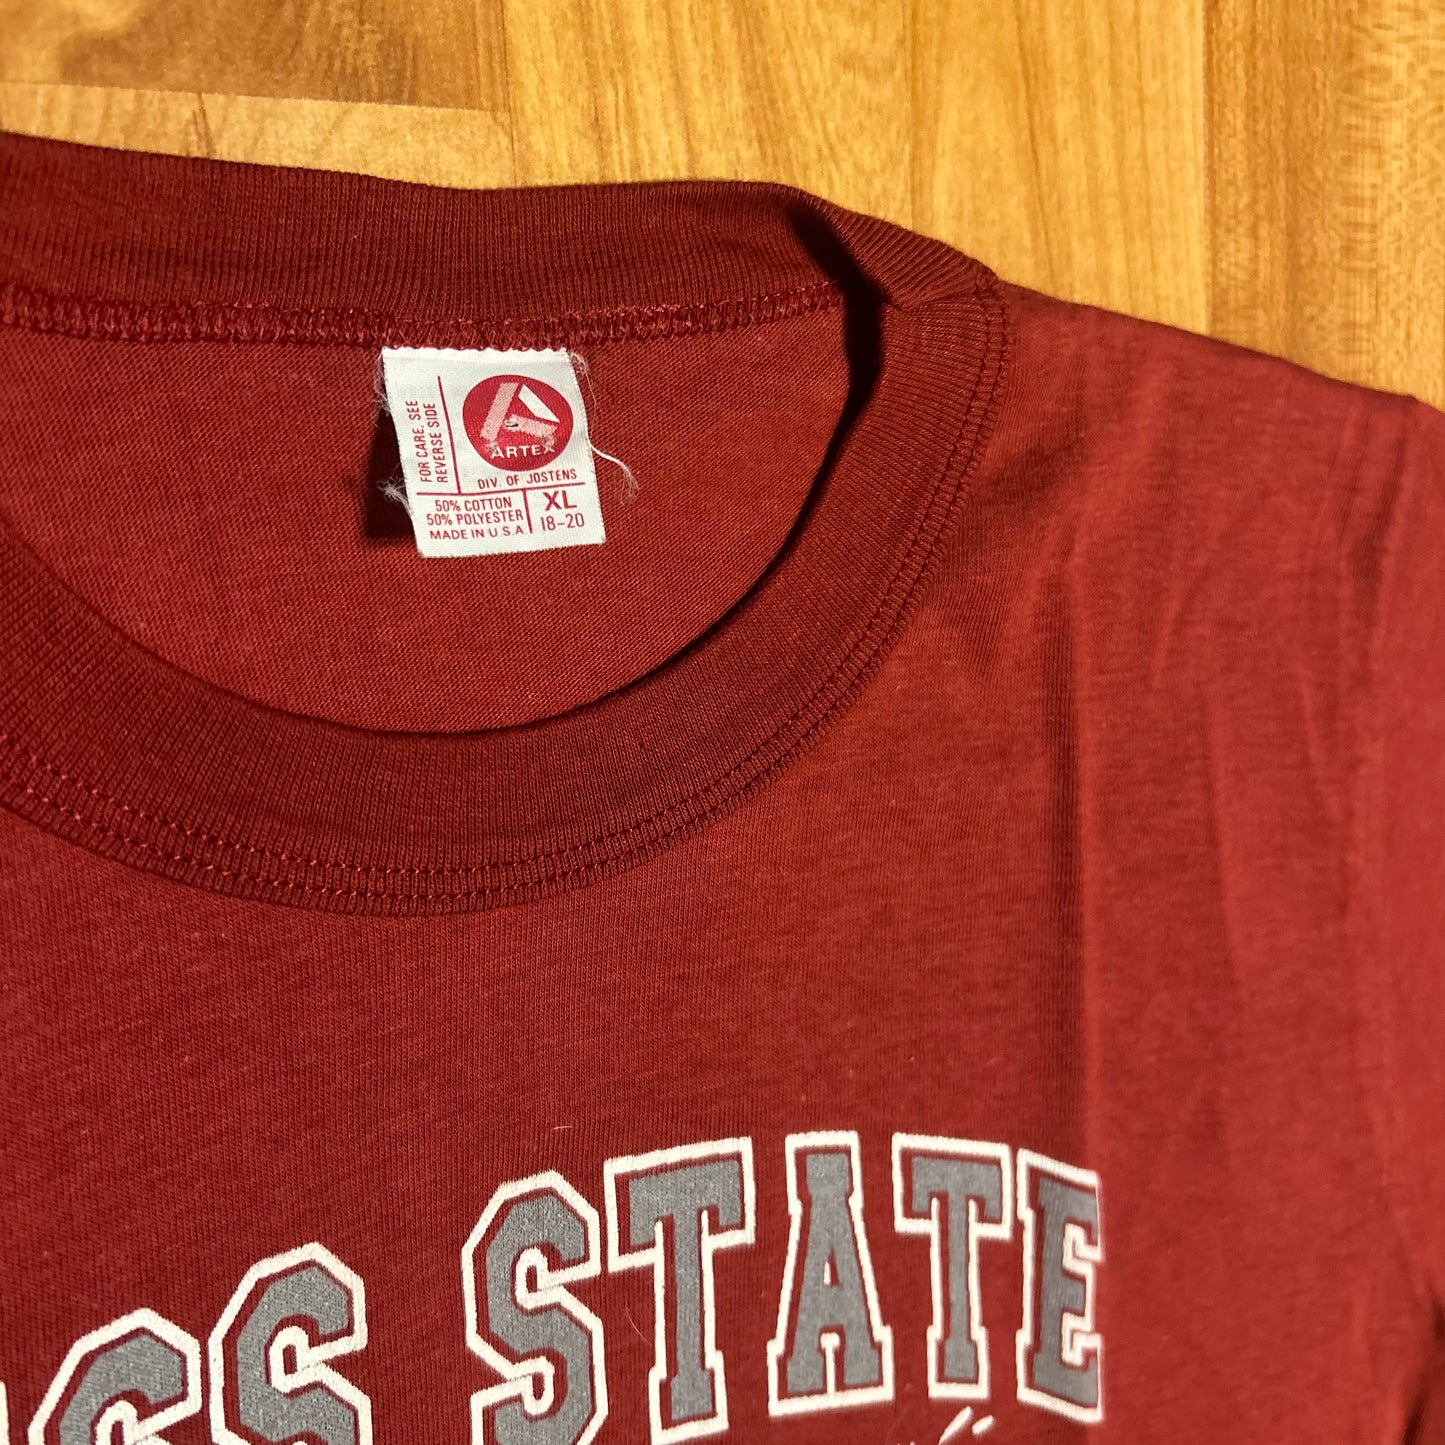 FOR CARE, SEE
REVERSE SIDE
ARTEX
DIV. OF JOSTENS
50% COTTON
50% POLYESTER
MADE IN U.S.A.
XL
18-20
SS STATE